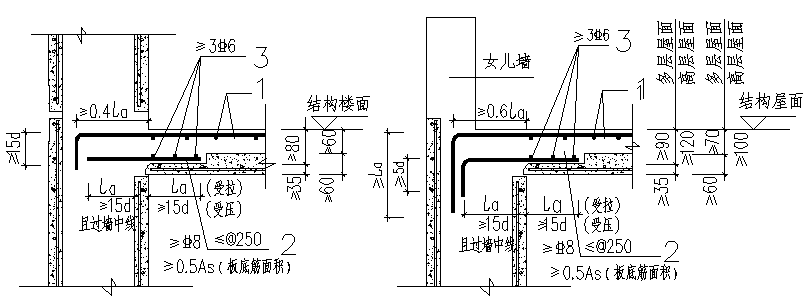 ≥3Φ6
3
1
结构楼面
≥0.4la
≥15d
≥80
≥60
≥35
≥60
la
la
(受拉)
≥15d
≥15d
(受压)
且过墙中线
≥Φ8
≤@250
2
≥0.5As(板底筋面积)
≥3Φ6
3
女儿墙
1
多层屋面
高层屋面
多层屋面
高层屋面
结构屋面
≥0.6la
≥la
≥5d
≥90
≥120
≥70
≥100
≥35
≥60
la
la
(受拉)
≥15d
≥15d
(受压)
且过墙中线
≥Φ8
≤@250
2
≥0.5As(板底筋面积)